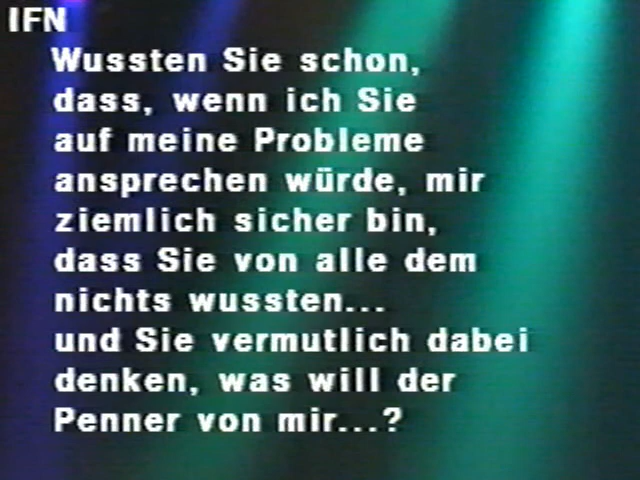 IFN
Wussten Sie schon,
dass, wenn ich Sie
auf meine Probleme
ansprechen würde, mir
ziemlich sicher bin,
dass Sie von alle dem
nichts wussten...
und Sie vermutlich dabei
denken, was will der
Penner von mir...?